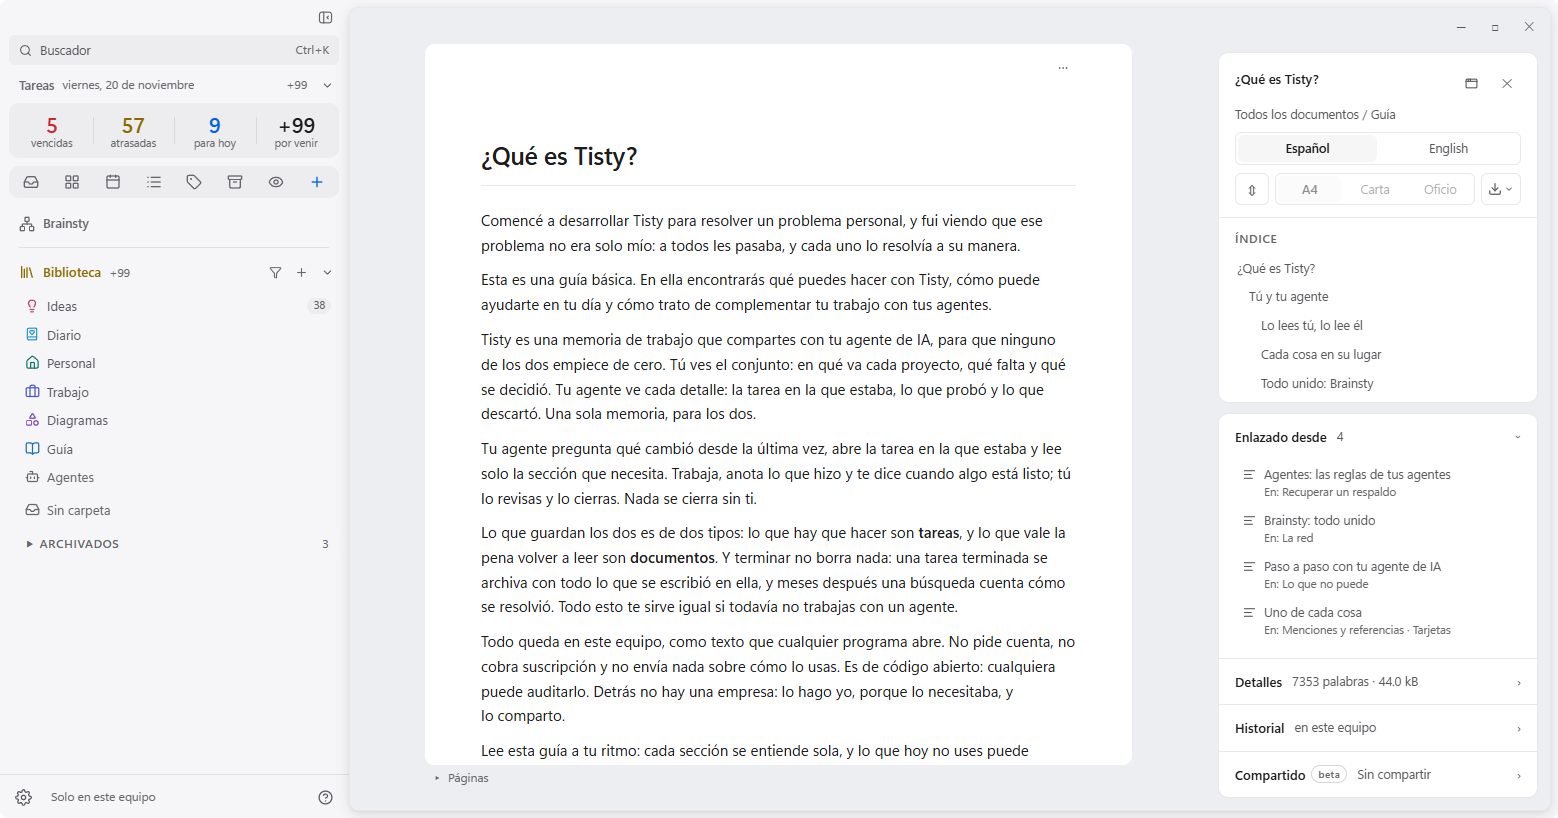 Buscador Ctrl+K
Tareas viernes, 20 de noviembre +99
5 57 9 +99
vencidas atrasadas para hoy por venir
Brainsty
Biblioteca +99
Ideas 38
Diario
Personal
Trabajo
Diagramas
Guía
Agentes
Sin carpeta
ARCHIVADOS 3
Solo en este equipo
...
¿Qué es Tisty?
Comencé a desarrollar Tisty para resolver un problema personal, y fui viendo que ese
problema no era solo mío: a todos les pasaba, y cada uno lo resolvía a su manera.
Esta es una guía básica. En ella encontrarás qué puedes hacer con Tisty, cómo puede
ayudarte en tu día y cómo trato de complementar tu trabajo con tus agentes.
Tisty es una memoria de trabajo que compartes con tu agente de IA, para que ninguno
de los dos empiece de cero. Tú ves el conjunto: en qué va cada proyecto, qué falta y qué
se decidió. Tu agente ve cada detalle: la tarea en la que estaba, lo que probó y lo que
descartó. Una sola memoria, para los dos.
Tu agente pregunta qué cambió desde la última vez, abre la tarea en la que estaba y lee
solo la sección que necesita. Trabaja, anota lo que hizo y te dice cuando algo está listo; tú
lo revisas y lo cierras. Nada se cierra sin ti.
Lo que guardan los dos es de dos tipos: lo que hay que hacer son tareas, y lo que vale la
pena volver a leer son documentos. Y terminar no borra nada: una tarea terminada se
archiva con todo lo que se escribió en ella, y meses después una búsqueda cuenta cómo
se resolvió. Todo esto te sirve igual si todavía no trabajas con un agente.
Todo queda en este equipo, como texto que cualquier programa abre. No pide cuenta, no
cobra suscripción y no envía nada sobre cómo lo usas. Es de código abierto: cualquiera
puede auditarlo. Detrás no hay una empresa: lo hago yo, porque lo necesitaba, y
lo comparto.
Lee esta guía a tu ritmo: cada sección se entiende sola, y lo que hoy no uses puede
Páginas
¿Qué es Tisty?
Todos los documentos / Guía
Español English
A4 Carta Oficio
ÍNDICE
¿Qué es Tisty?
Tú y tu agente
Lo lees tú, lo lee él
Cada cosa en su lugar
Todo unido: Brainsty
Enlazado desde 4
Agentes: las reglas de tus agentes
En: Recuperar un respaldo
Brainsty: todo unido
En: La red
Paso a paso con tu agente de IA
En: Lo que no puede
Uno de cada cosa
En: Menciones y referencias · Tarjetas
Detalles 7353 palabras · 44.0 kB
Historial en este equipo
Compartido beta Sin compartir